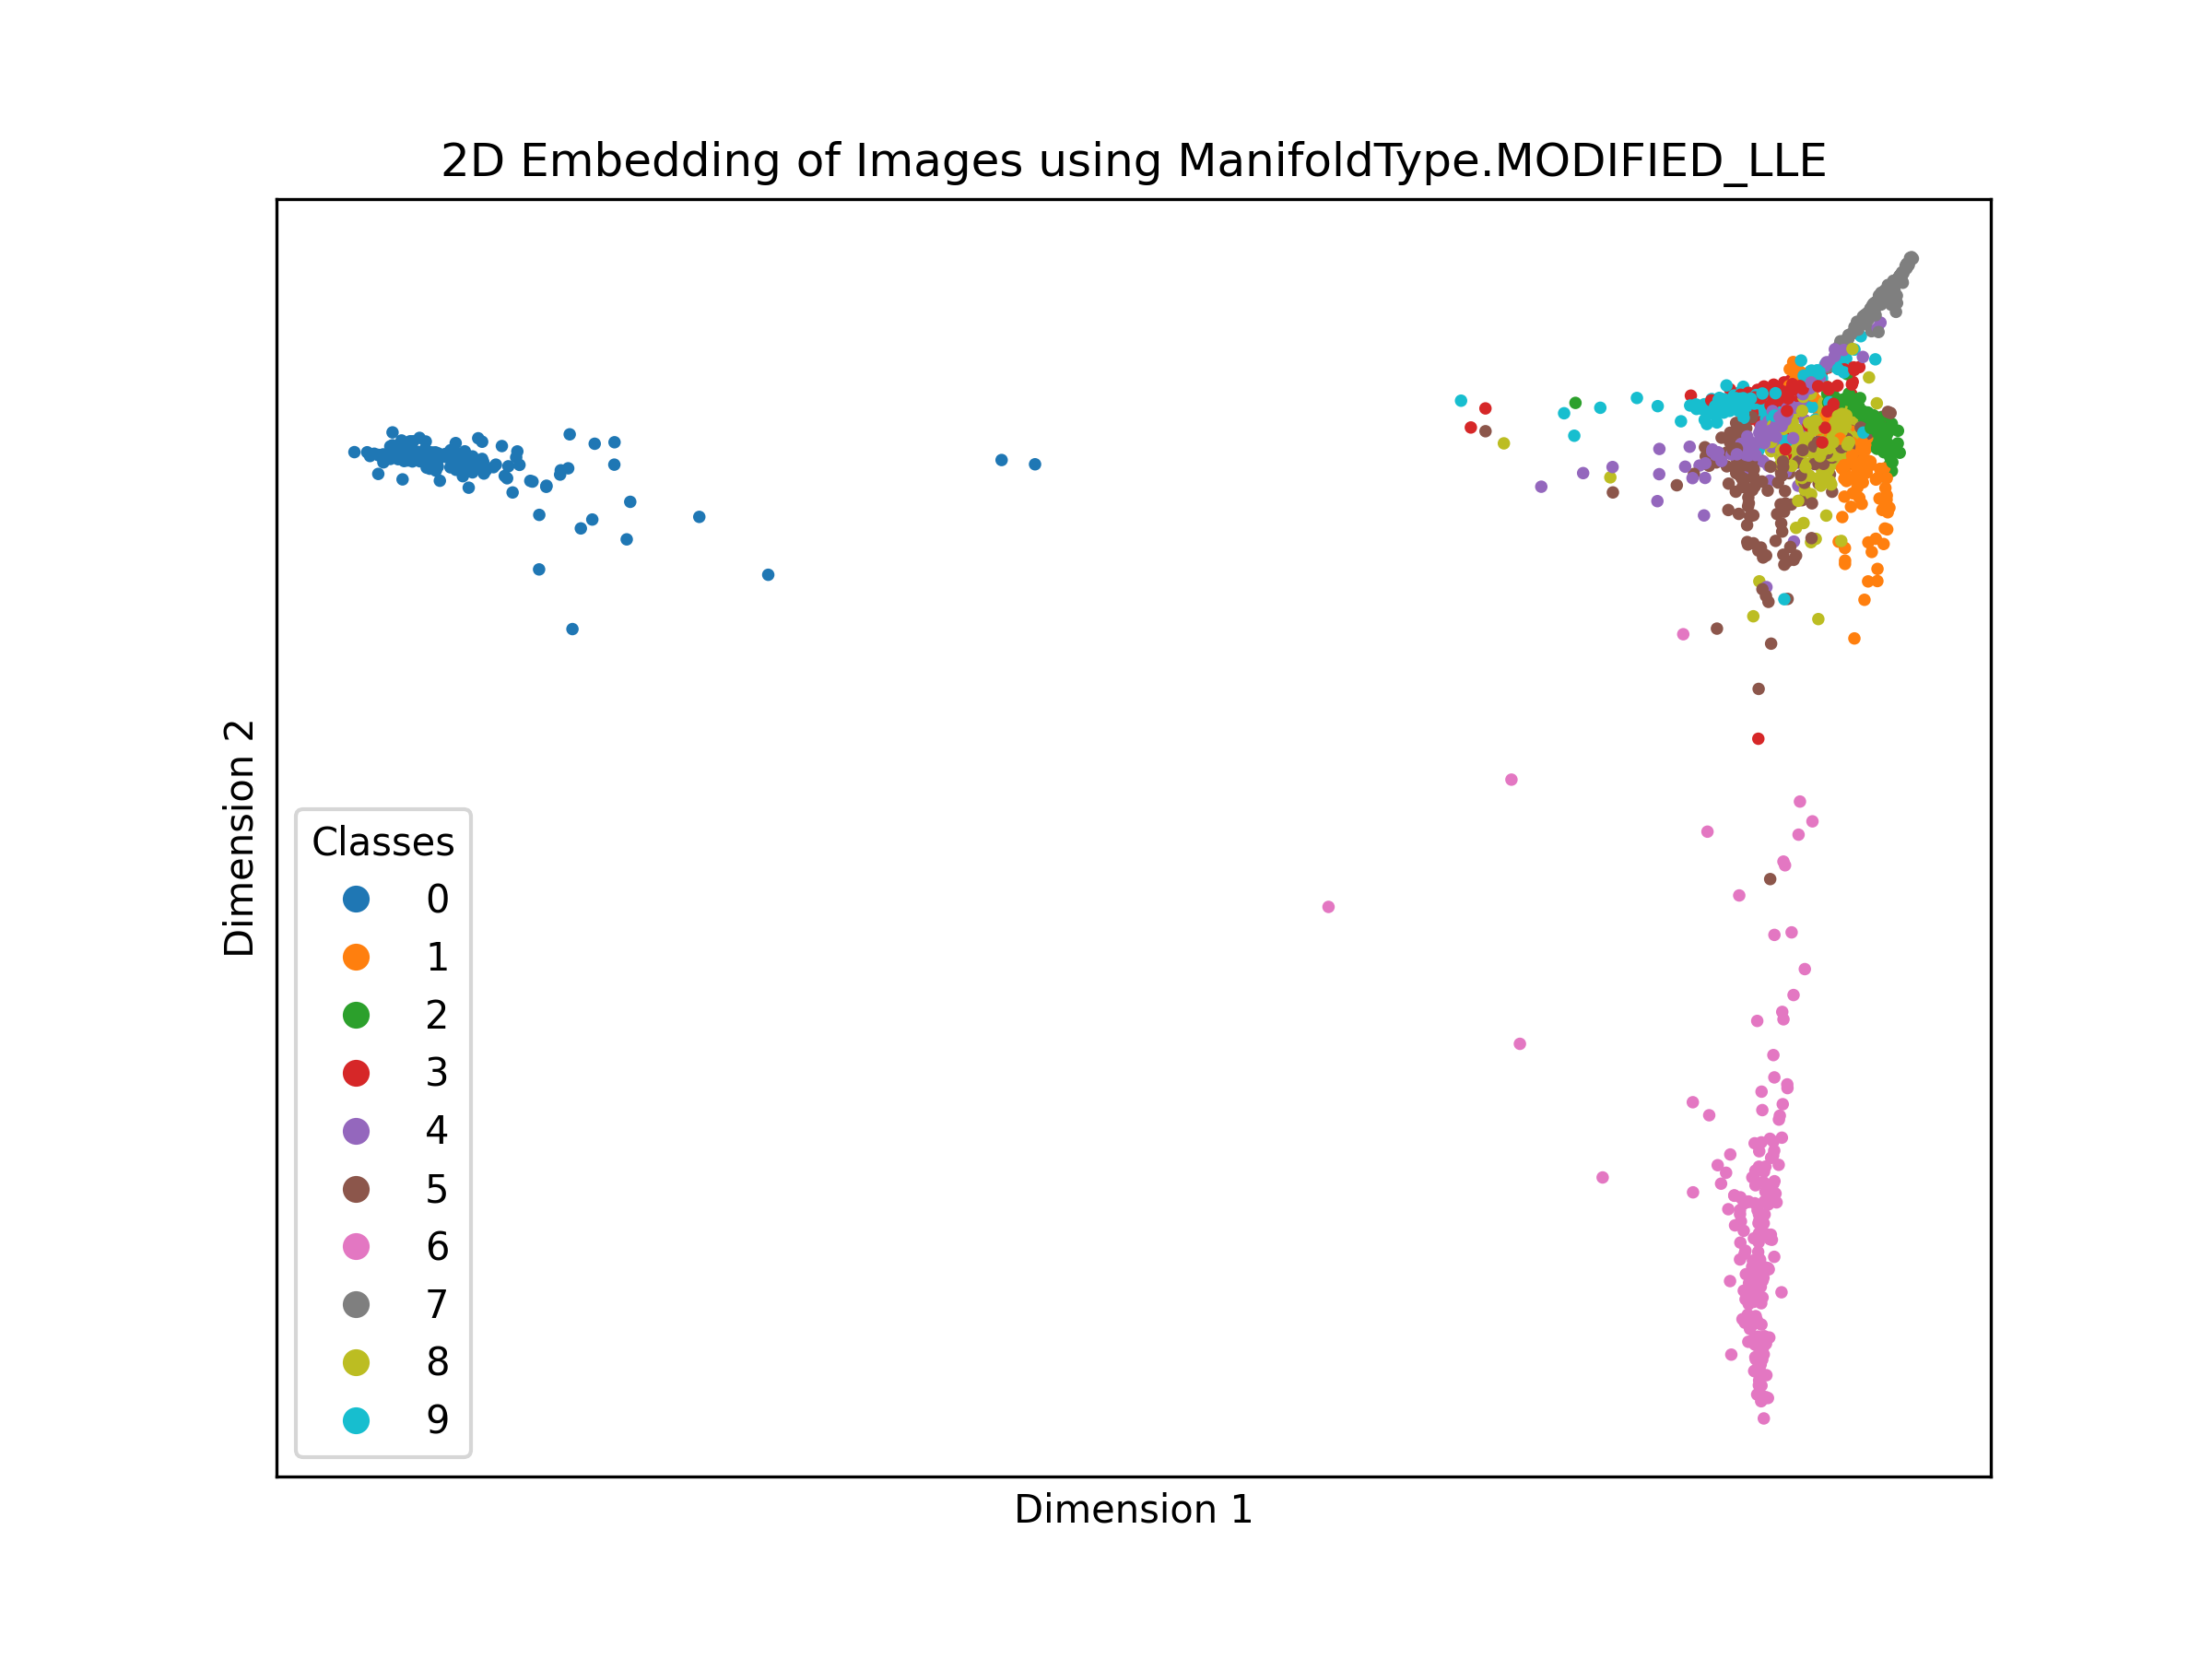 2D Embedding of Images using ManifoldType.MODIFIED_LLE
Dimension 2
Classes
0
1
2
3
4
5
6
7
8
9
Dimension 1